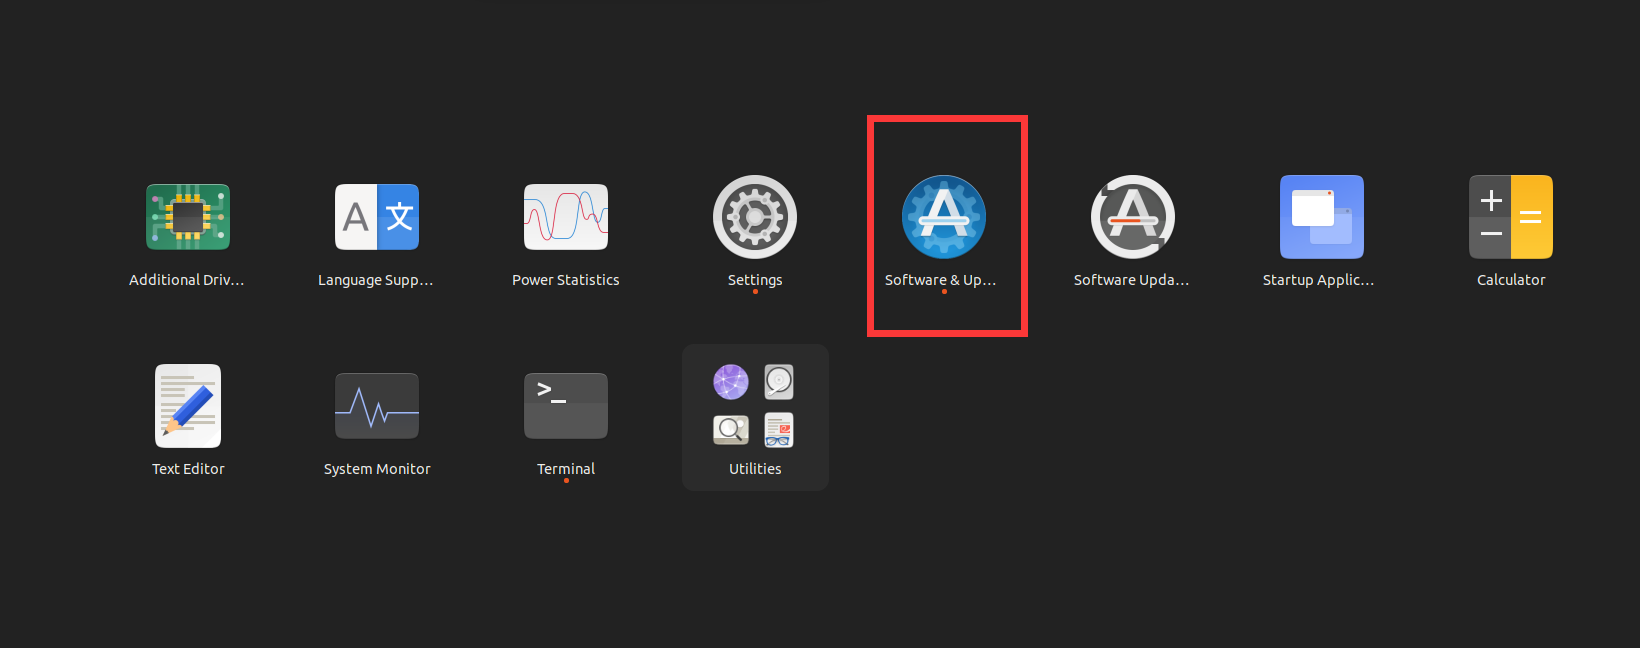 Additional Driv...
Language Supp...
Power Statistics
Settings
Software & Up...
Software Upda...
Startup Applic...
Calculator
Text Editor
System Monitor
Terminal
Utilities